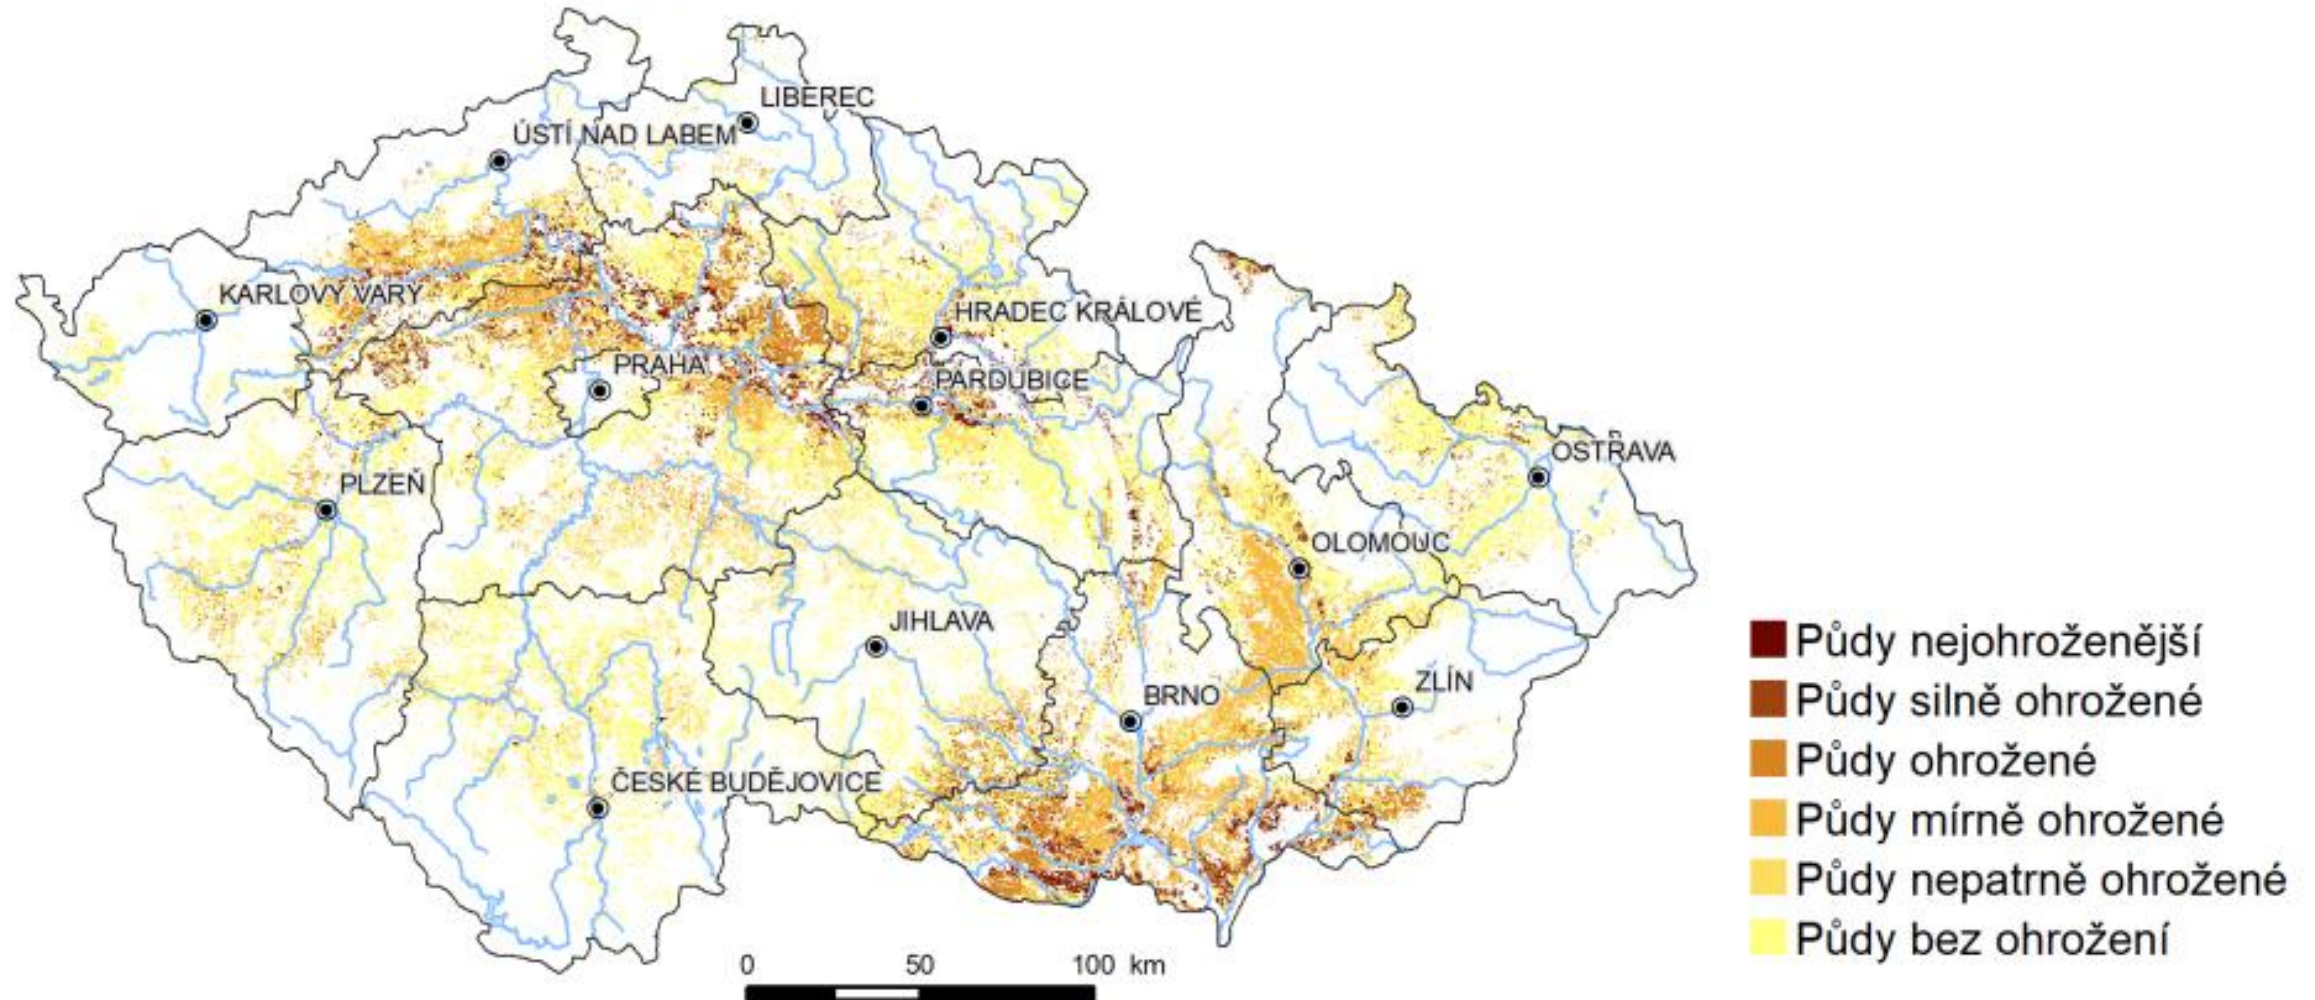 LIBEREC
ÚSTÍ NAD LABEM
KARLOVY VARY
HRADEC KRÁLOVÉ
PRAHA
PARDUBICE
OSTRAVA
PLZEŇ
OLOMOUC
JIHLAVA
ZLÍN
BRNO
ČESKÉ BUDĚJOVICE
0 50 100 km
Půdy nejohroženější
Půdy silně ohrožené
Půdy ohrožené
Půdy mírně ohrožené
Půdy nepatrně ohrožené
Půdy bez ohrožení